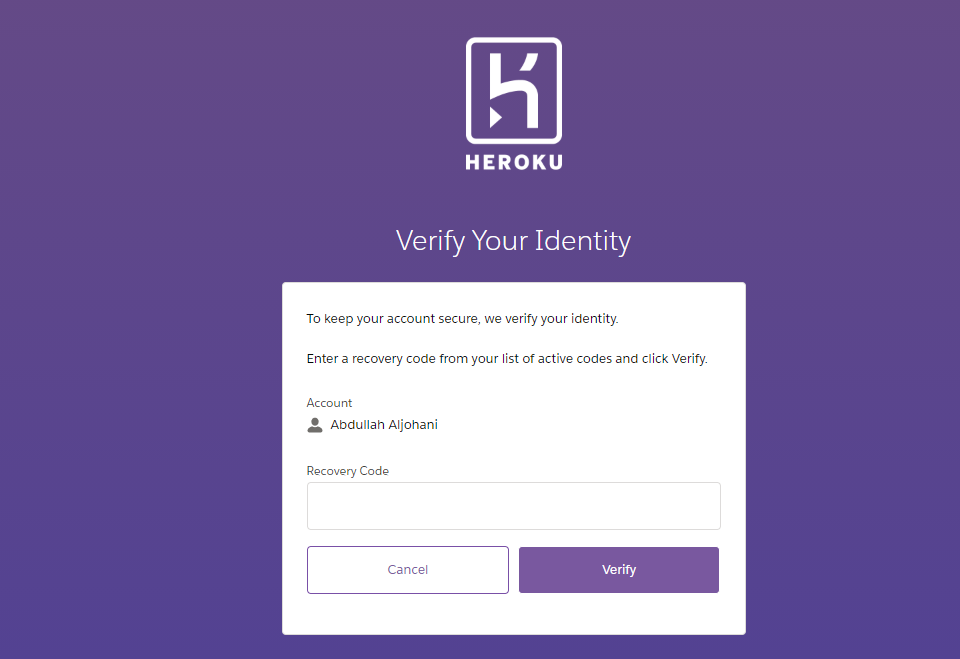 HEROKU
Verify Your Identity
To keep your account secure, we verify your identity.
Enter a recovery code from your list of active codes and click Verify.
Account
Abdullah Aljohani
Recovery Code
Cancel
Verify